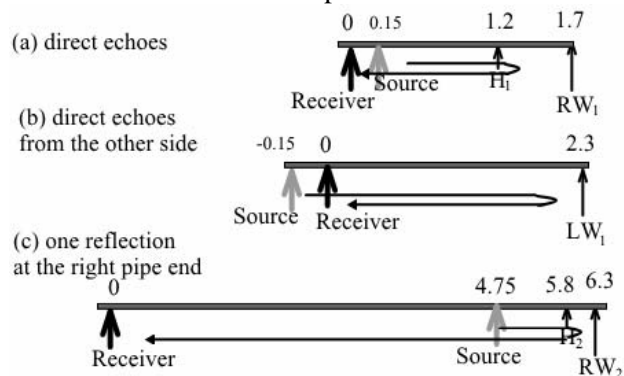 (a) direct echoes
0 0.15 1.2 1.7
Receiver Source H1 RW1
(b) direct echoes
from the other side
-0.15 0 2.3
Source Receiver LW1
(c) one reflection
at the right pipe end
0 4.75 5.8 6.3
Receiver Source H2 RW2